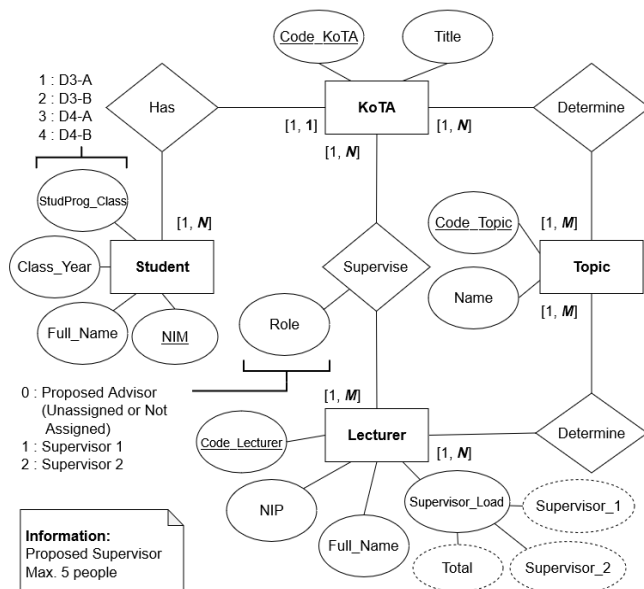 Code_KoTA
Title
1 : D3-A
2 : D3-B
3 : D4-A
4 : D4-B
Has
KoTA
Determine
[1, 1]
[1, N]
[1, N]
StudProg_Class
[1, N]
Code_Topic
[1, M]
Class_Year
Student
Supervise
Topic
Name
[1, M]
Full_Name
NIM
Role
0 : Proposed Advisor
(Unassigned or Not
Assigned)
1 : Supervisor 1
2 : Supervisor 2
[1, M]
Code_Lecturer
Lecturer
Determine
[1, N]
NIP
Supervisor_Load
Supervisor_1
Full_Name
Total
Supervisor_2
Information:
Proposed Supervisor
Max. 5 people